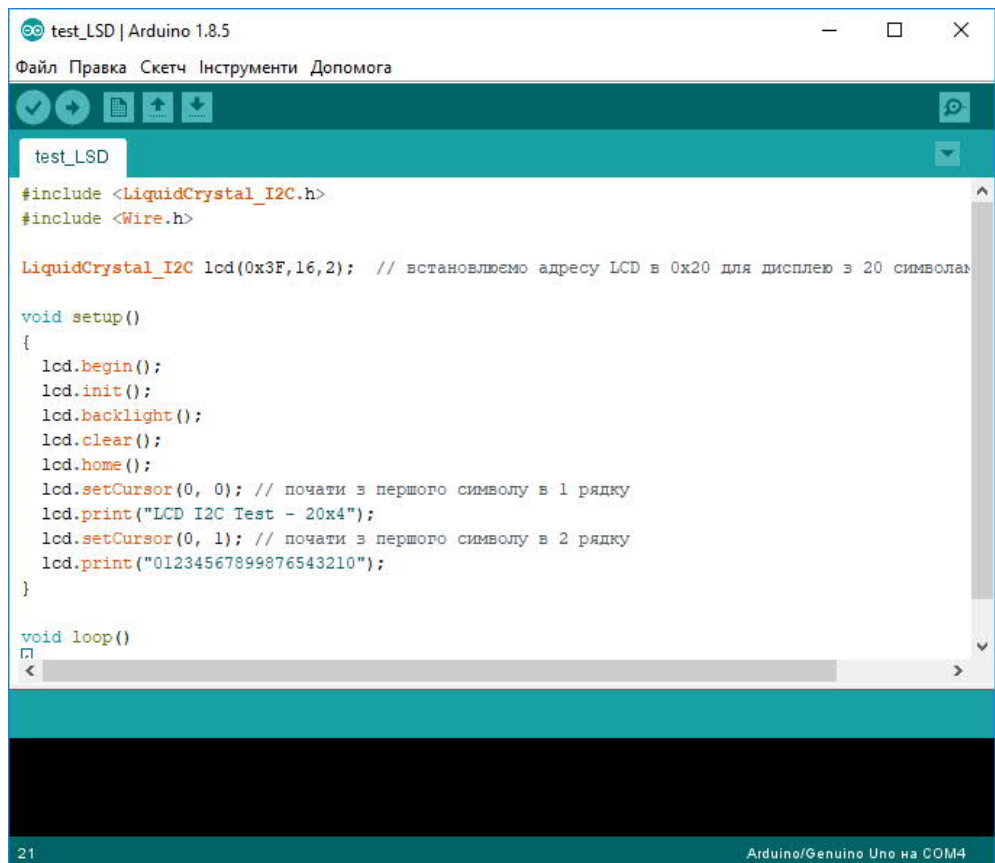 test_LSD | Arduino 1.8.5
Файл Правка Скетч Інструменти Допомога
test_LSD
#include <LiquidCrystal_I2C.h>
#include <Wire.h>
LiquidCrystal_I2C lcd(0x3F,16,2);  // встановлюємо адресу LCD в 0x20 для дисплею з 20 символам
void setup()
{
  lcd.begin();
  lcd.init();
  lcd.backlight();
  lcd.clear();
  lcd.home();
  lcd.setCursor(0, 0); // почати з першого символу в 1 рядку
  lcd.print("LCD I2C Test - 20x4");
  lcd.setCursor(0, 1); // почати з першого символу в 2 рядку
  lcd.print("01234567899876543210");
}
void loop()
21
Arduino/Genuino Uno на COM4